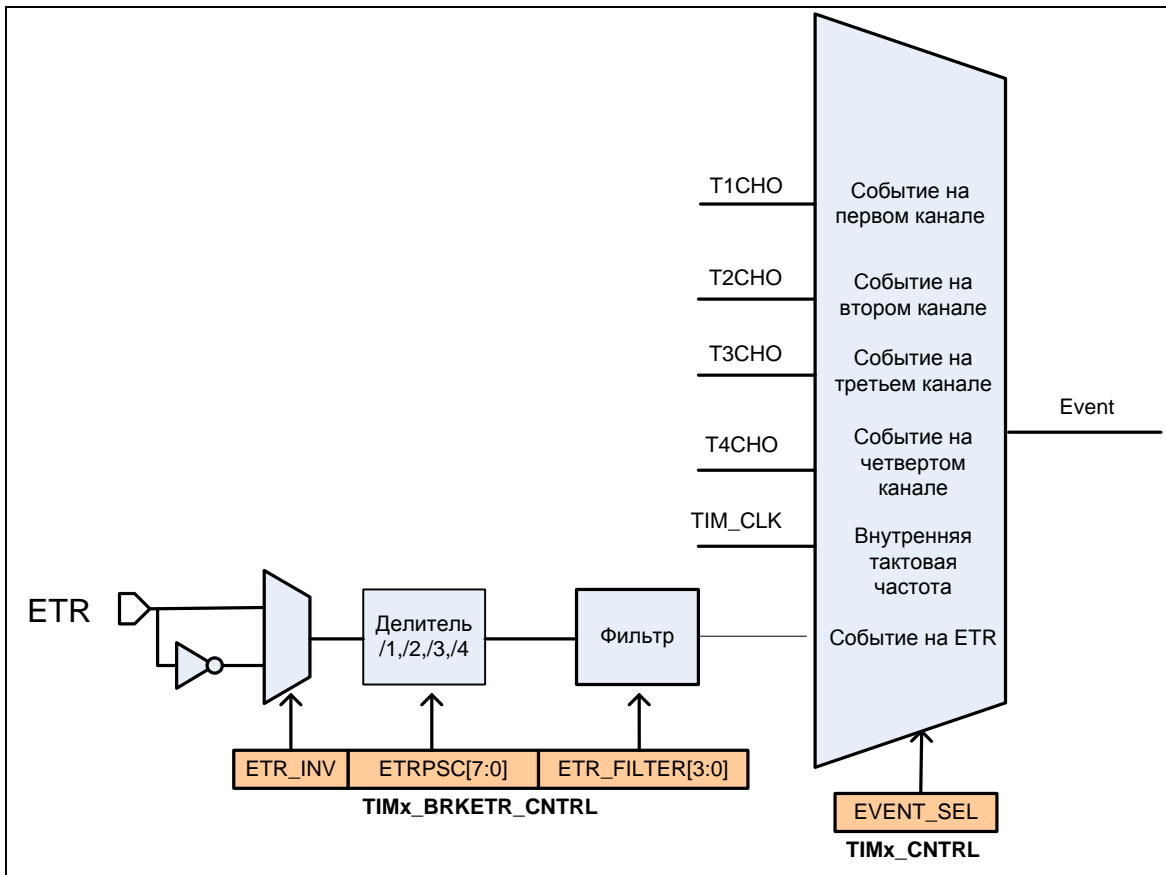 T1CHO
Событие на
первом канале
T2CHO
Событие на
втором канале
T3CHO
Событие на
третьем канале
Event
T4CHO
Событие на
четвертом
канале
TIM_CLK
Внутренняя
тактовая
частота
ETR
Делитель
/1,/2,/3,/4
Фильтр
Событие на ETR
ETR_INV
ETRPSC[7:0]
ETR_FILTER[3:0]
TIMx_BRKETR_CNTRL
EVENT_SEL
TIMx_CNTRL